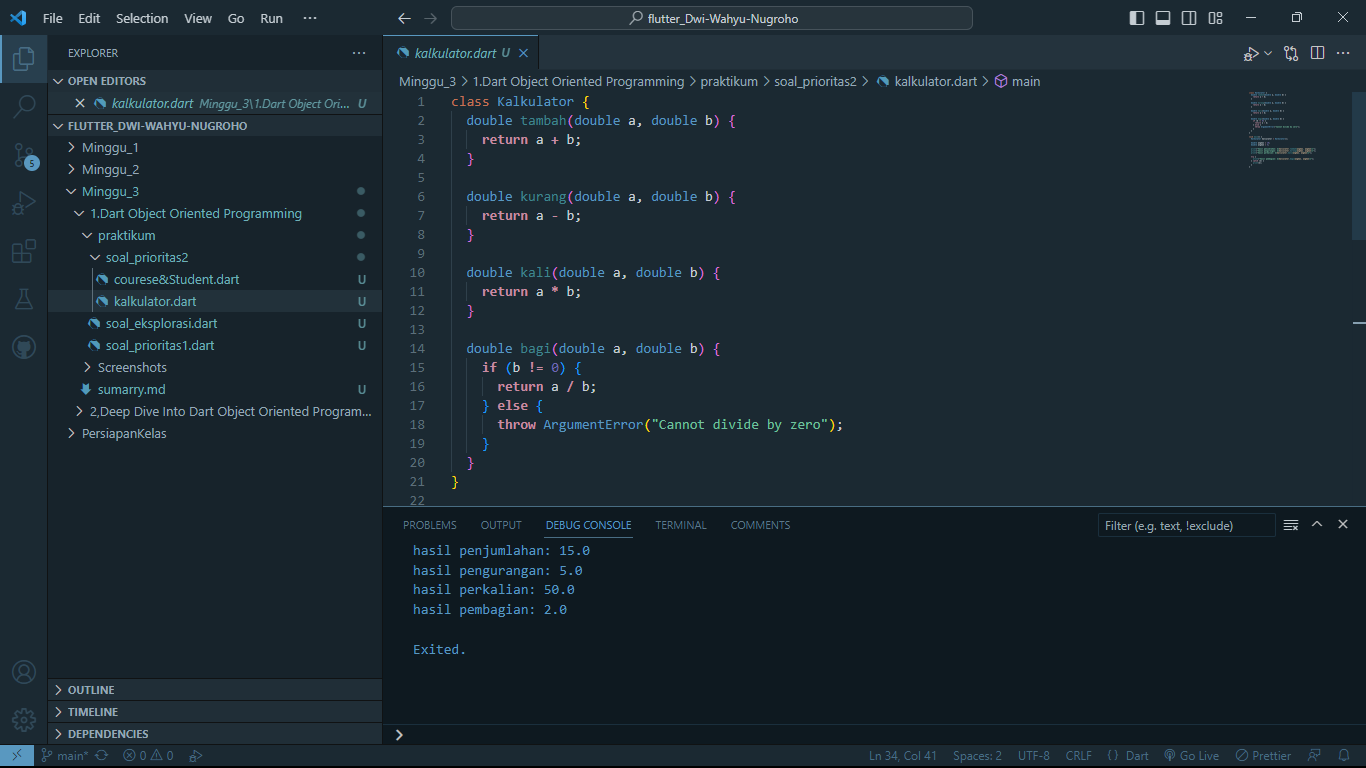 File Edit Selection View Go Run ···
flutter_Dwi-Wahyu-Nugroho
EXPLORER
OPEN EDITORS
kalkulator.dart Minggu_3\1.Dart Object Ori... U
FLUTTER_DWI-WAHYU-NUGROHO
Minggu_1
Minggu_2
Minggu_3
1.Dart Object Oriented Programming
praktikum
soal_prioritas2
courese&Student.dart U
kalkulator.dart U
soal_eksplorasi.dart U
soal_prioritas1.dart U
Screenshots
sumarry.md U
2,Deep Dive Into Dart Object Oriented Program...
PersiapanKelas
OUTLINE
TIMELINE
DEPENDENCIES
5
kalkulator.dart U
Minggu_3 > 1.Dart Object Oriented Programming > praktikum > soal_prioritas2 > kalkulator.dart > main
1 class Kalkulator {
2 double tambah(double a, double b) {
3 return a + b;
4 }
5
6 double kurang(double a, double b) {
7 return a - b;
8 }
9
10 double kali(double a, double b) {
11 return a * b;
12 }
13
14 double bagi(double a, double b) {
15 if (b != 0) {
16 return a / b;
17 } else {
18 throw ArgumentError("Cannot divide by zero");
19 }
20 }
21 }
22
PROBLEMS OUTPUT DEBUG CONSOLE TERMINAL COMMENTS Filter (e.g. text, !exclude)
hasil penjumlahan: 15.0
hasil pengurangan: 5.0
hasil perkalian: 50.0
hasil pembagian: 2.0
Exited.
main* 0 0 Ln 34, Col 41 Spaces: 2 UTF-8 CRLF {} Dart Go Live Prettier